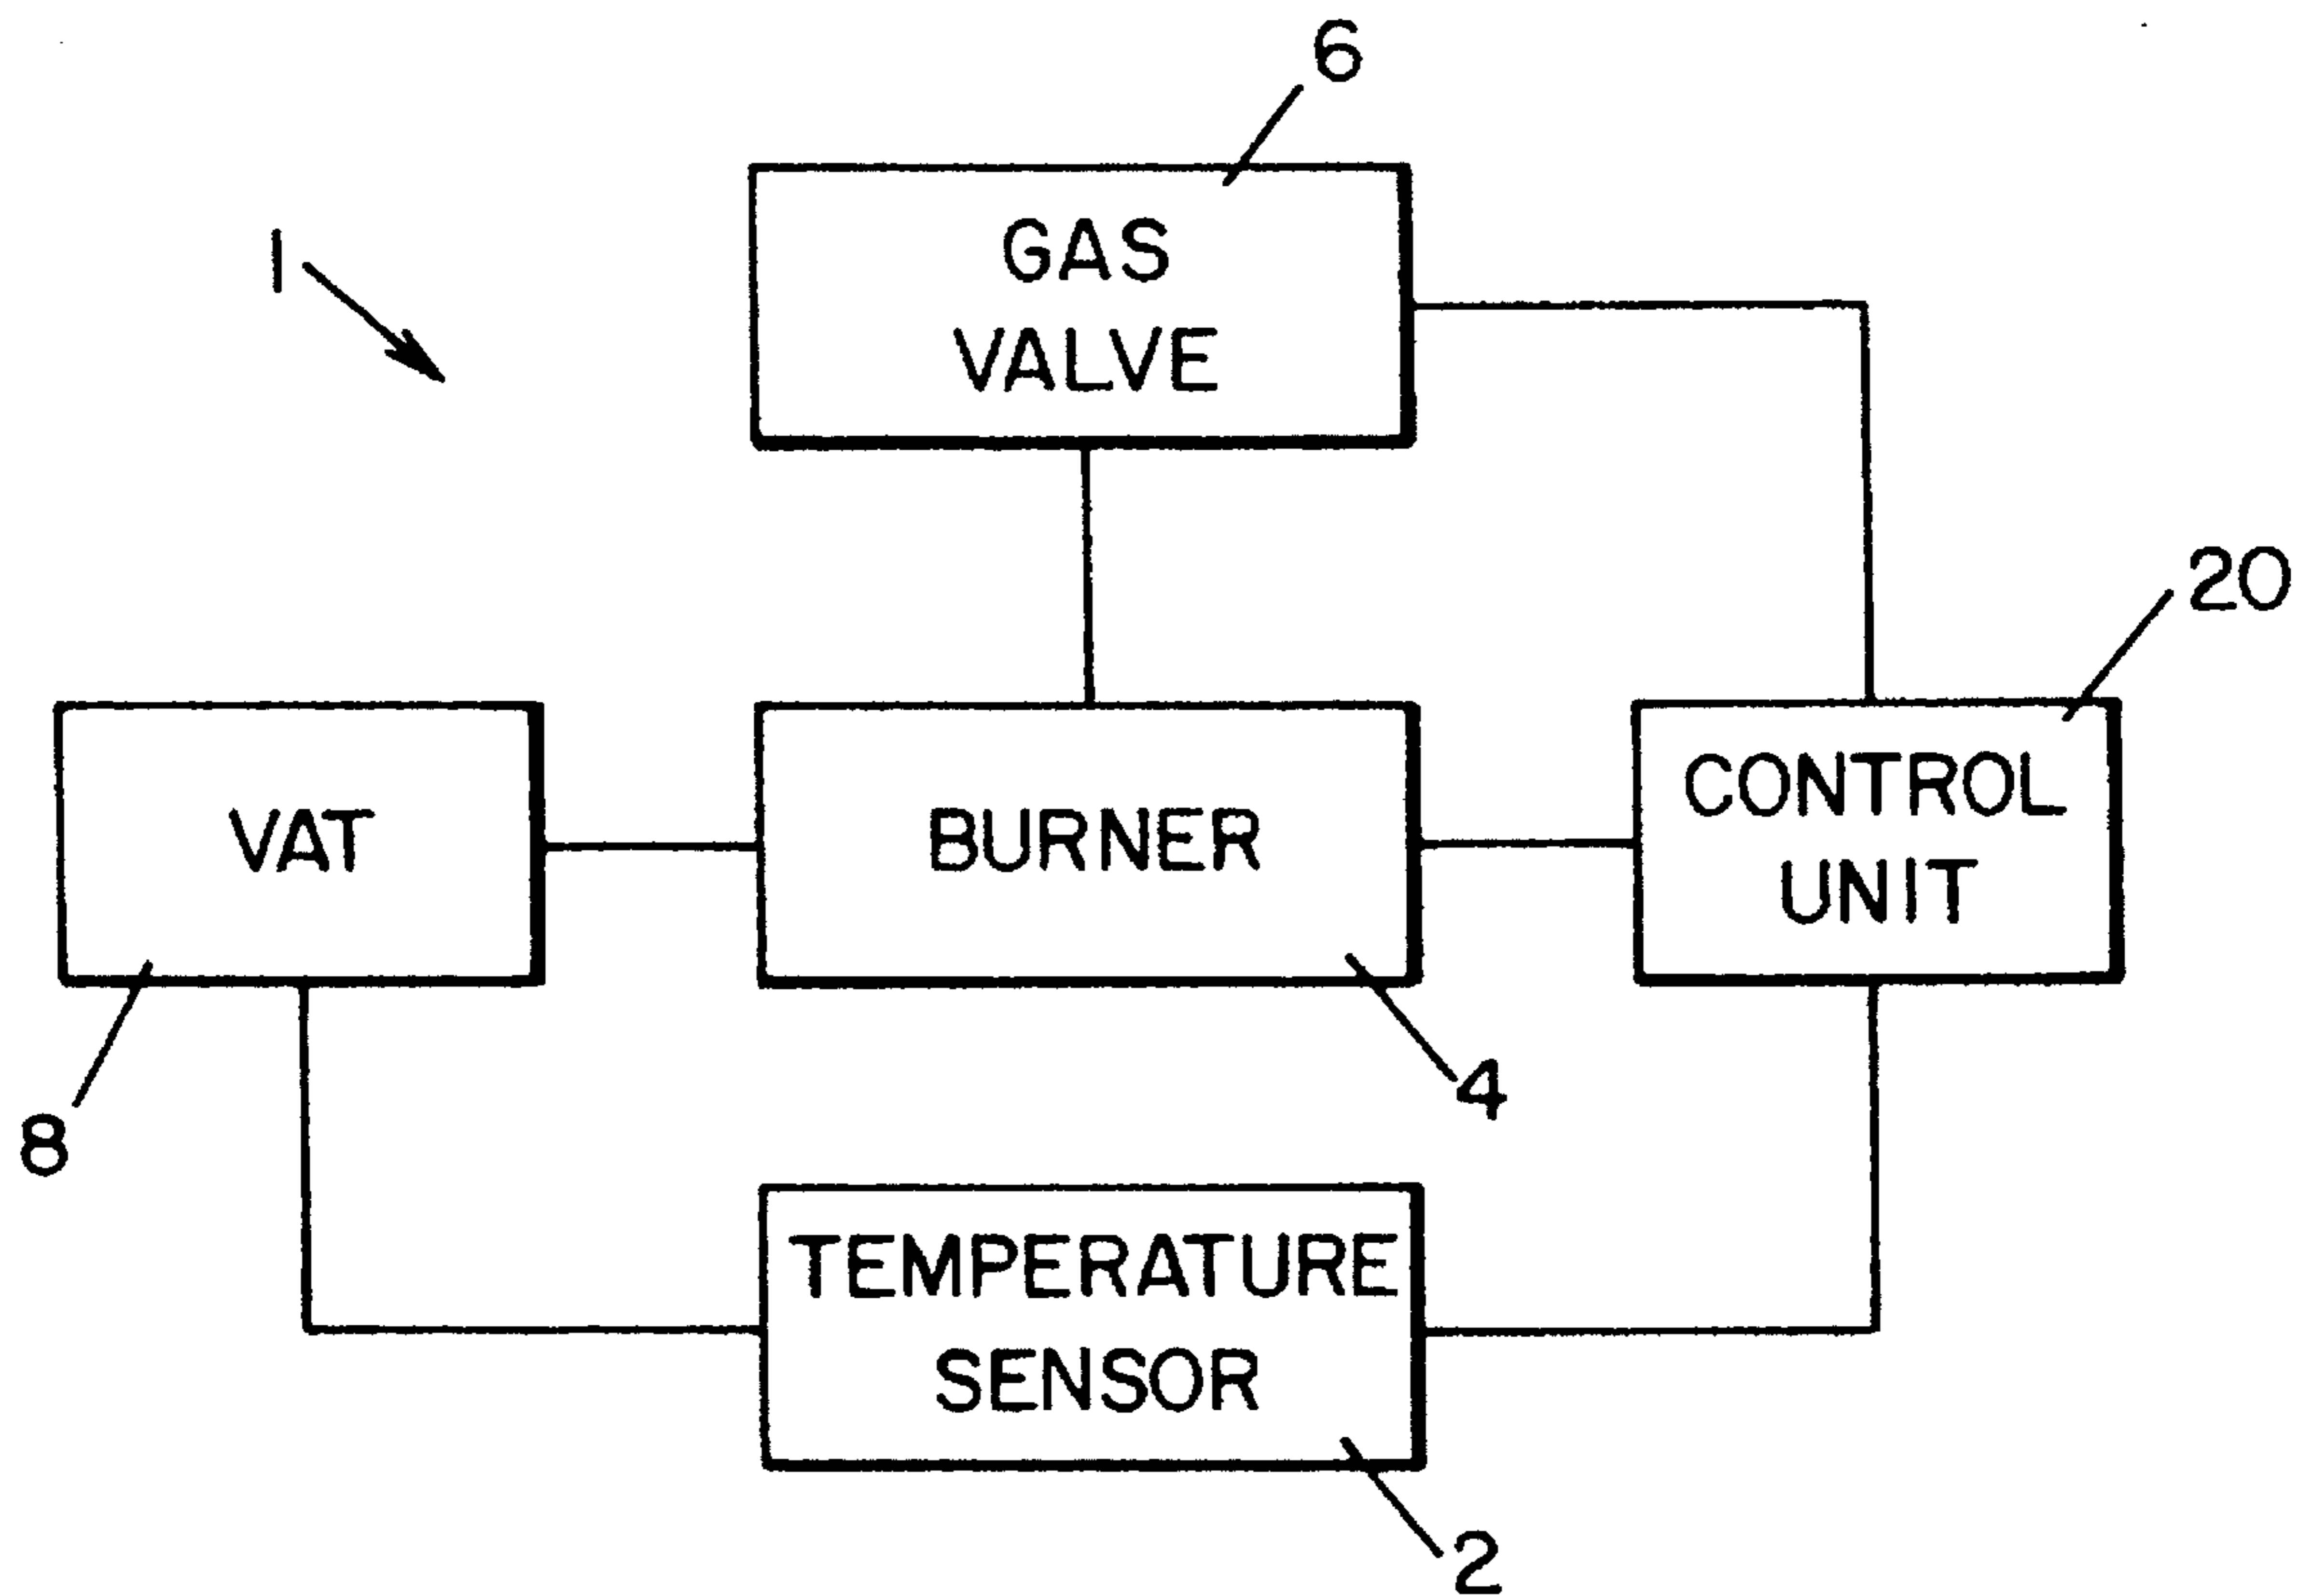 6
1
GAS
VALVE
20
VAT
BURNER
CONTROL
UNIT
8
4
TEMPERATURE
SENSOR
2